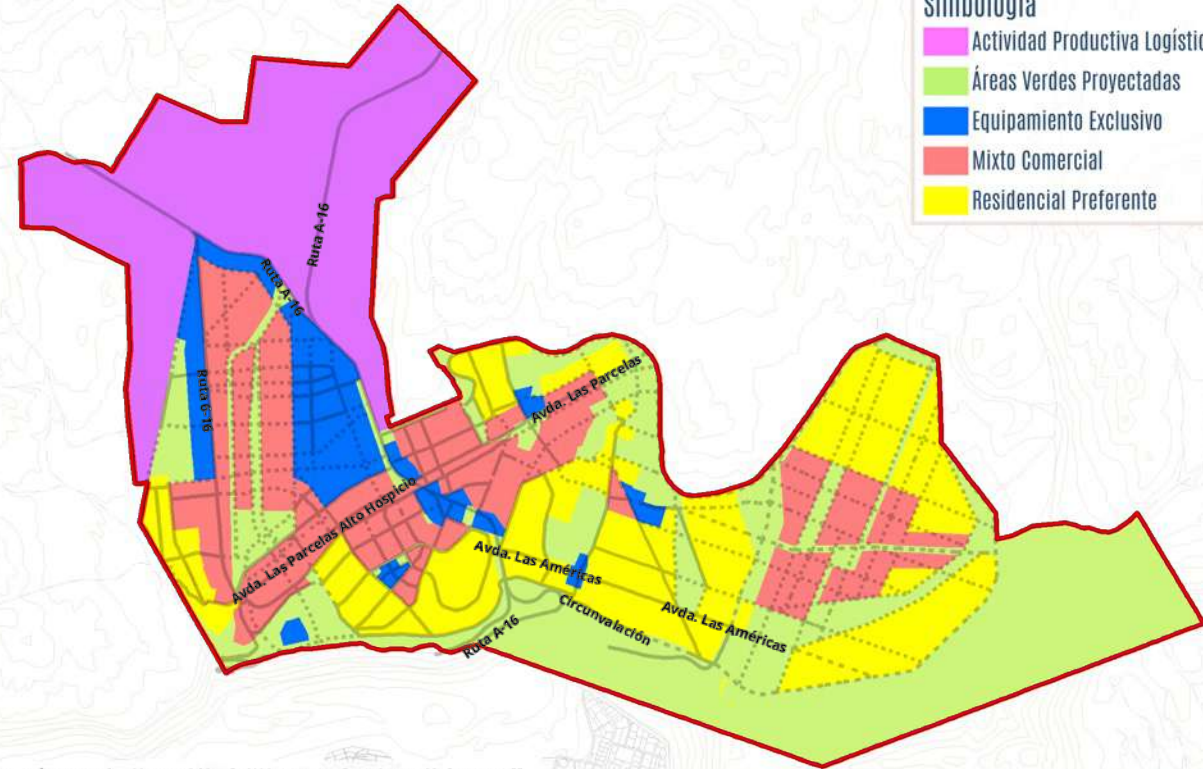 Simbología
Actividad Productiva Logístic
Áreas Verdes Proyectadas
Equipamiento Exclusivo
Mixto Comercial
Residencial Preferente
Ruta A-16
Ruta A-16
Ruta 6-16
Avda. Las Parcelas
Avda. Las Parcelas Alto Hospicio
Avda. Las Américas
Circunvalación
Avda. Las Américas
Ruta A-16